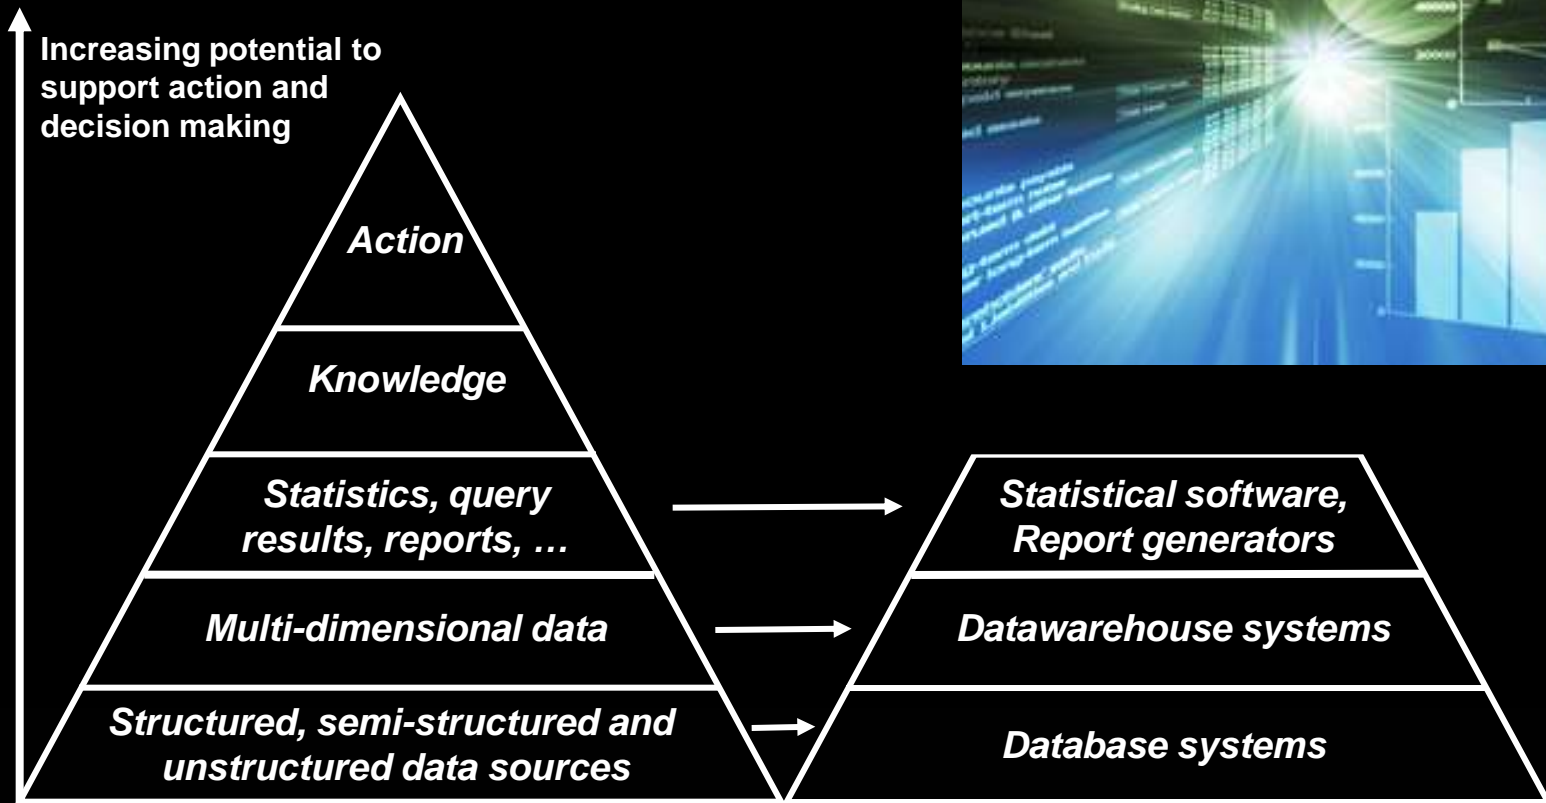 Increasing potential to
support action and
decision making
Action
Knowledge
Statistics, query
results, reports, …
Multi-dimensional data
Structured, semi-structured and
unstructured data sources
Statistical software,
Report generators
Datawarehouse systems
Database systems